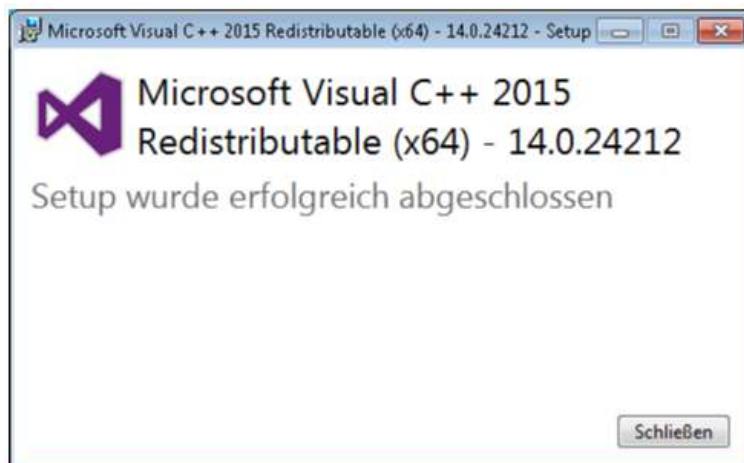 Microsoft Visual C++ 2015 Redistributable (x64) - 14.0.24212 - Setup
Microsoft Visual C++ 2015
Redistributable (x64) - 14.0.24212
Setup wurde erfolgreich abgeschlossen
Schließen